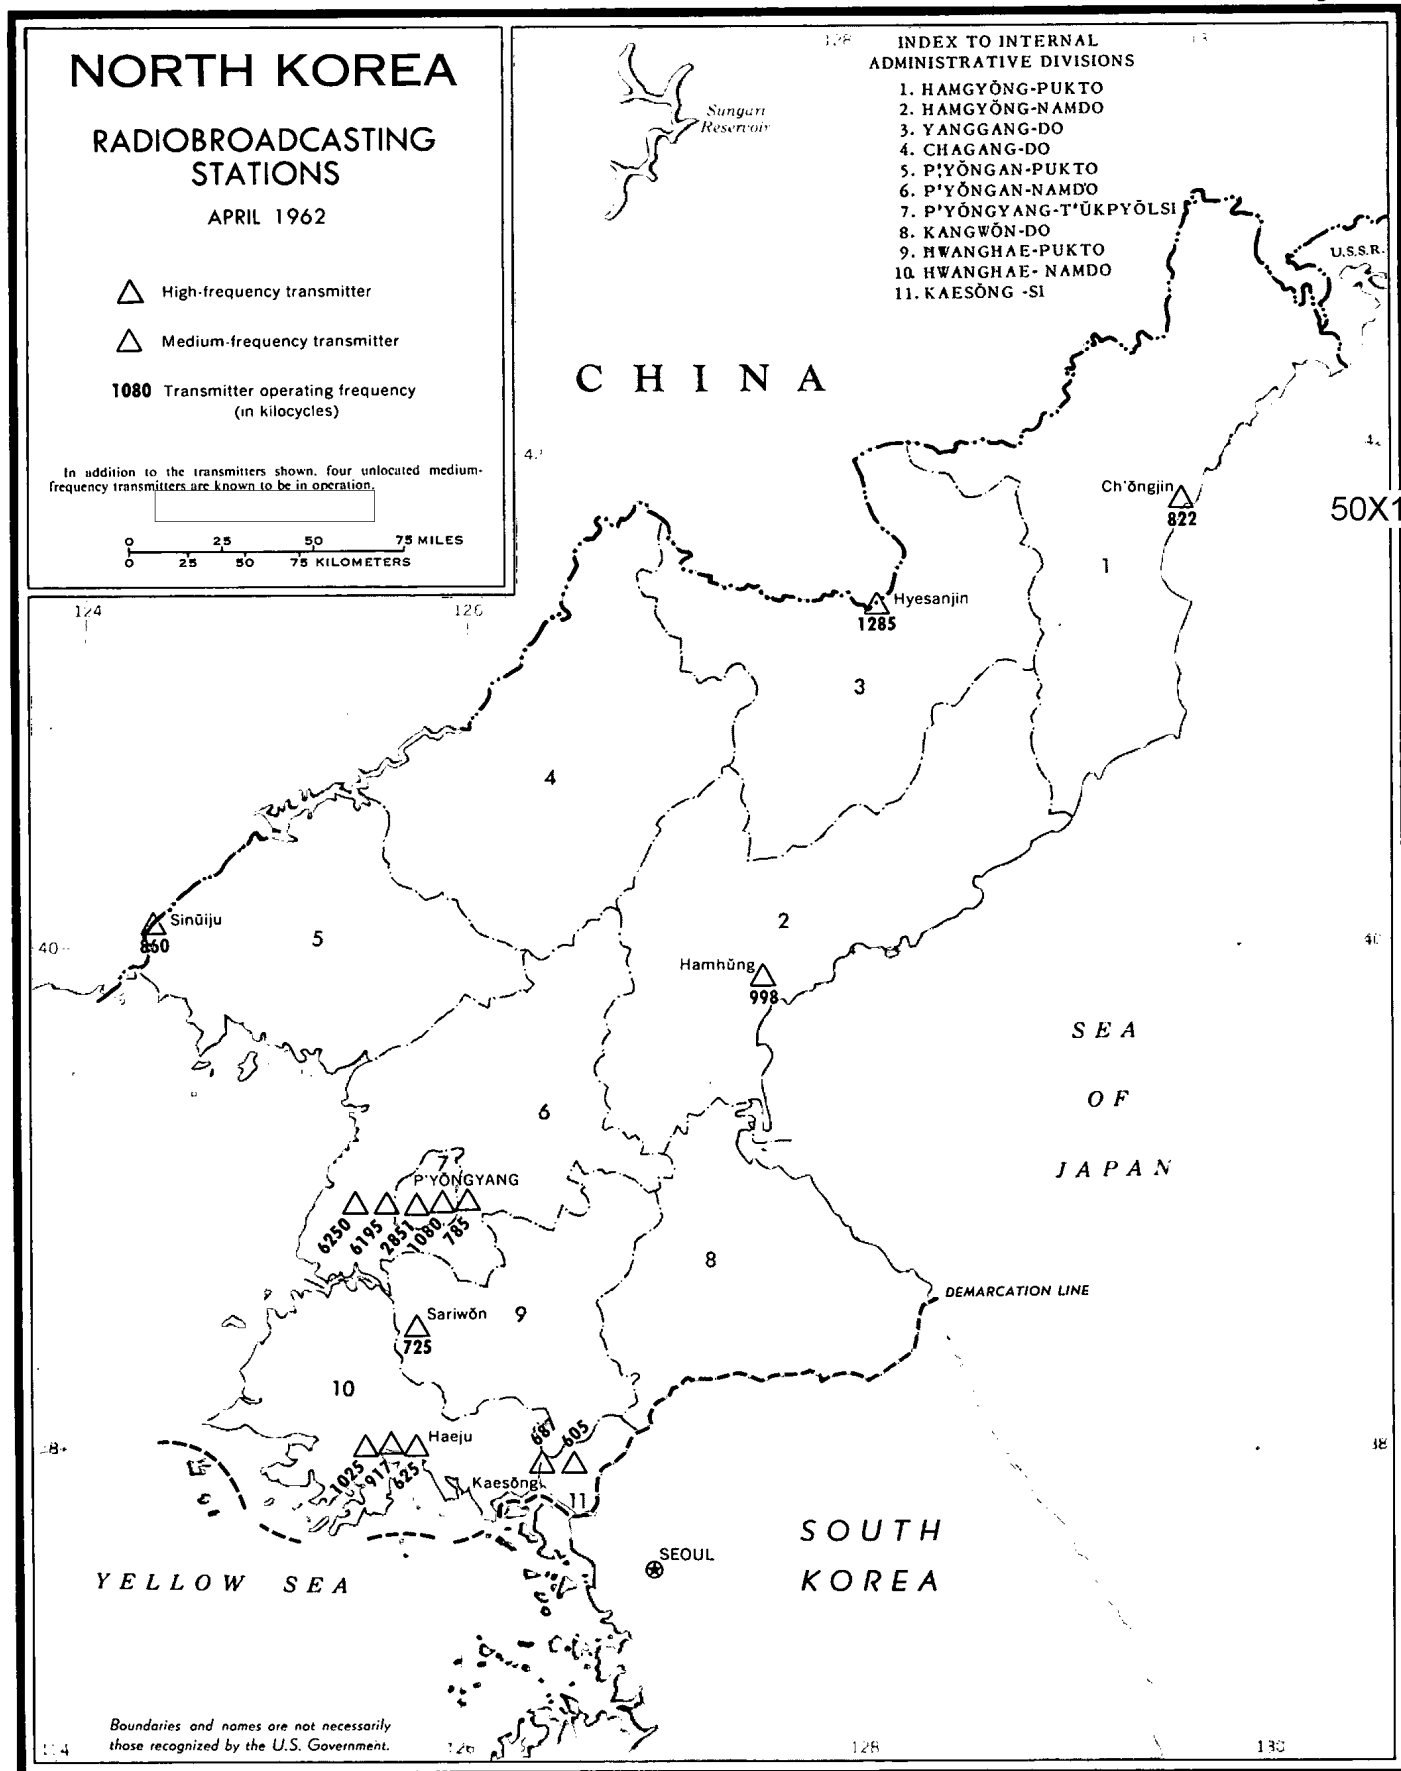 NORTH KOREA
RADIOBROADCASTING
STATIONS
APRIL 1962
High-frequency transmitter
Medium-frequency transmitter
1080 Transmitter operating frequency
(in kilocycles)
In addition to the transmitters shown, four unlocated medium-
frequency transmitters are known to be in operation.
0 25 50 75 MILES
0 25 50 75 KILOMETERS
128
INDEX TO INTERNAL
ADMINISTRATIVE DIVISIONS
1. HAMGYŎNG-PUKTO
2. HAMGYŎNG-NAMDO
3. YANGGANG-DO
4. CHAGANG-DO
5. P'YŎNGAN-PUKTO
6. P'YŎNGAN-NAMDO
7. P'YŎNGYANG-T'ŬKPYŎLSI
8. KANGWŎN-DO
9. HWANGHAE-PUKTO
10. HWANGHAE-NAMDO
11. KAESŎNG-SI
Sungari
Reservoir
U.S.S.R.
CHINA
42
Ch'ŏngjin
822
50X1
1
124
126
Hyesanjin
1285
3
4
2
Sinŭiju
860
5
40
40
Hamhŭng
998
SEA
OF
JAPAN
6
7
P'YŎNGYANG
6250
6195
2851
1080
785
8
DEMARCATION LINE
Sariwŏn
725
9
10
Haeju
1025
917
625
687
605
Kaesŏng
11
38
SEOUL
SOUTH
KOREA
YELLOW SEA
Boundaries and names are not necessarily
those recognized by the U.S. Government.
126
128
130